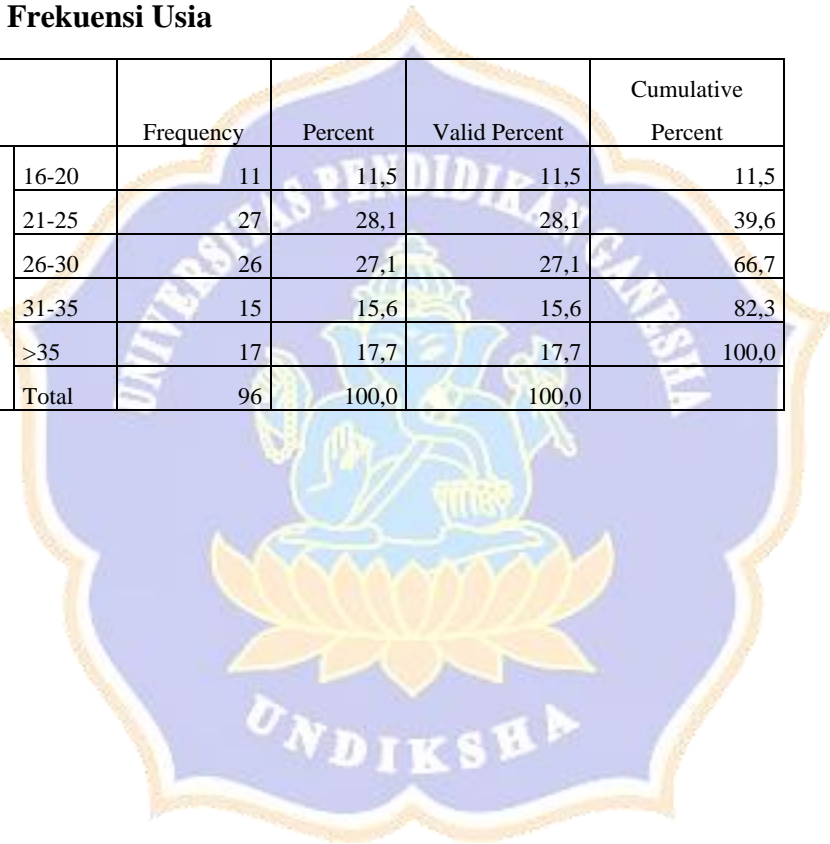 Frekuensi Usia
Cumulative
Frequency Percent Valid Percent Percent
16-20 11 11,5 11,5 11,5
21-25 27 28,1 28,1 39,6
26-30 26 27,1 27,1 66,7
31-35 15 15,6 15,6 82,3
>35 17 17,7 17,7 100,0
Total 96 100,0 100,0
UNIVERSITAS PENDIDIKAN GANESHA
UNDIKSHA